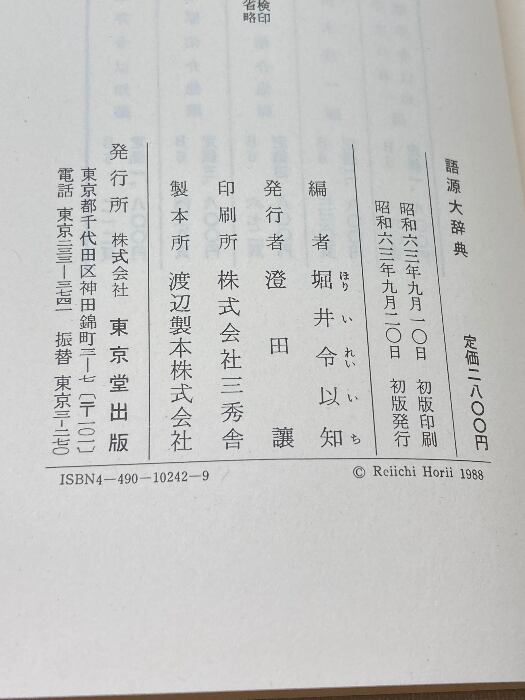 検印
省略
語源大辞典
定価二八〇〇円
昭和六三年九月一〇日 初版印刷
昭和六三年九月二〇日 初版発行
編者 堀井令以知
ほりいれいいち
発行者 澄田讓
印刷所 株式会社三秀舎
製本所 渡辺製本株式会社
発行所 株式会社 東京堂出版
東京都千代田区神田錦町三―七〔〒一〇一〕
電話 東京二三三―三七四一 振替 東京三―二七〇
© Reiichi Horii 1988
ISBN4―490―10242―9